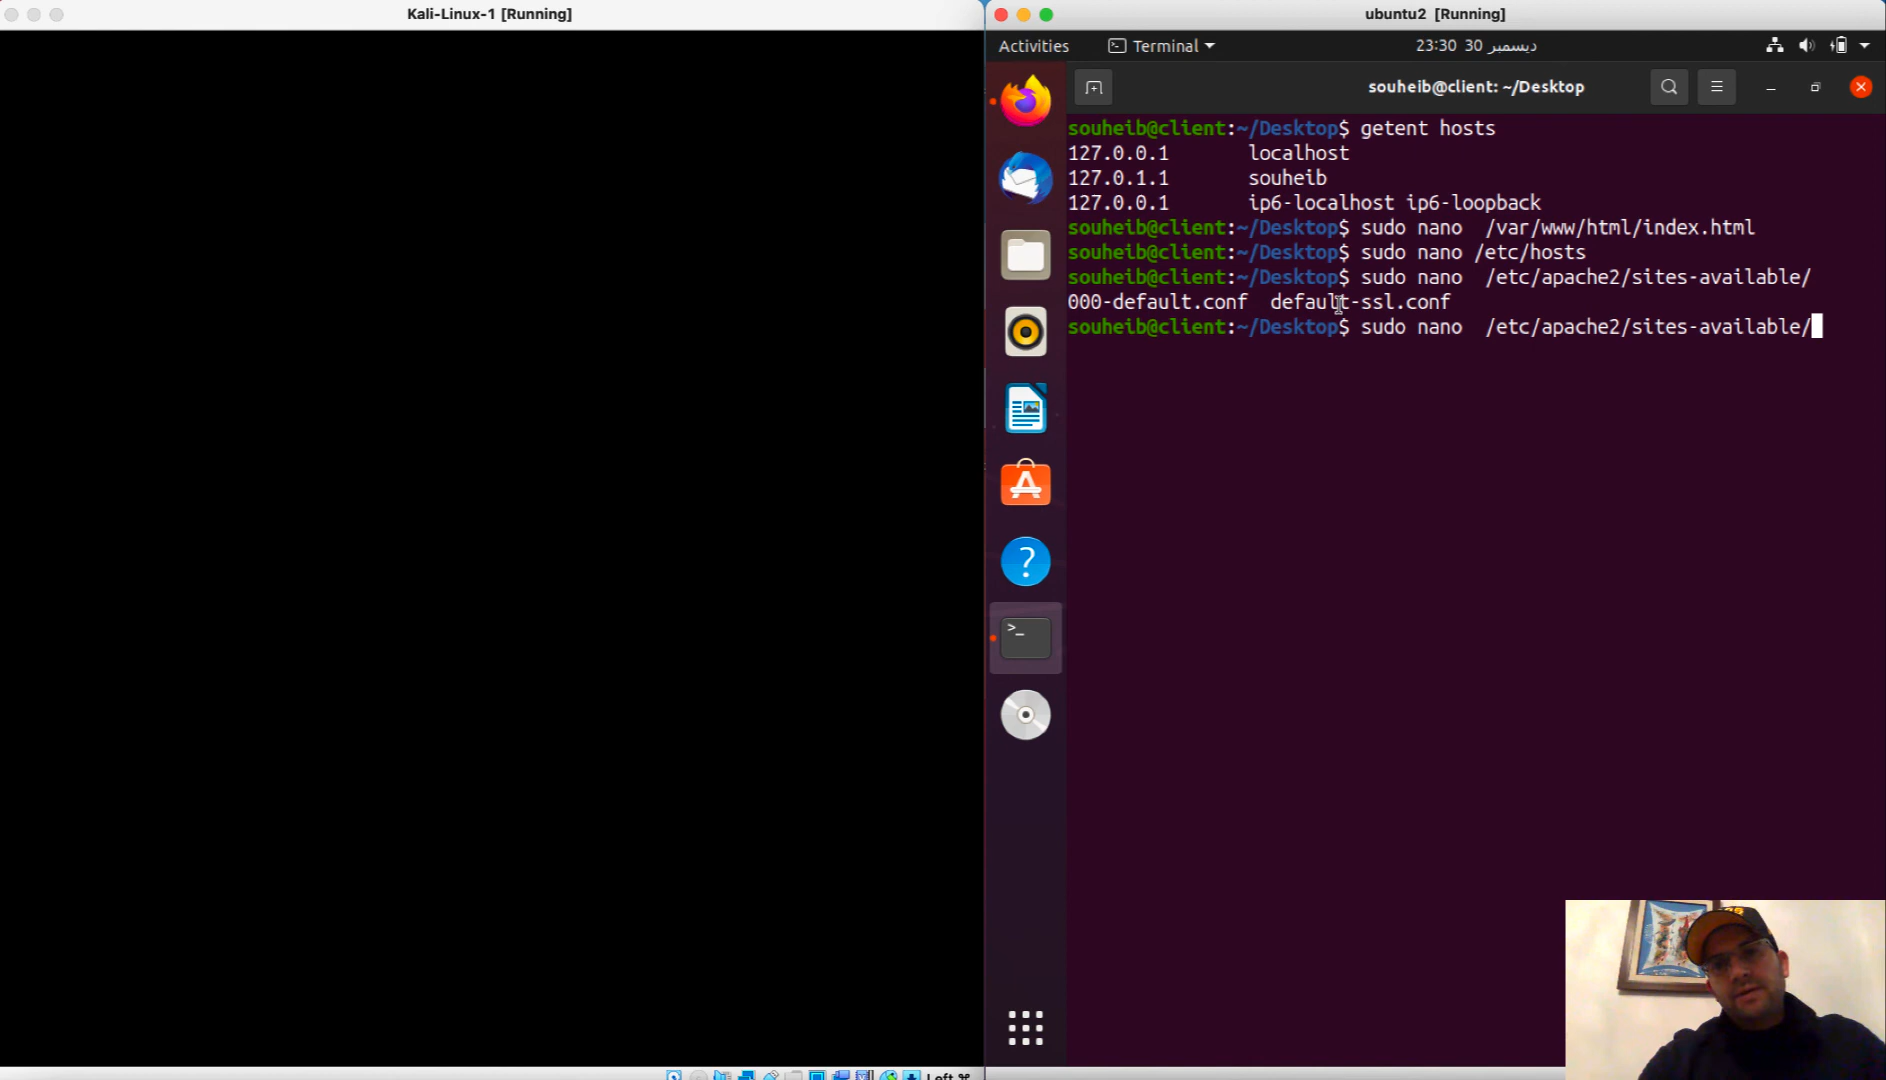 Kali-Linux-1 [Running]
ubuntu2 [Running]
Activities
Terminal
23:30 30 ديسمبر
souheib@client: ~/Desktop
souheib@client:~/Desktop$ getent hosts
127.0.0.1 localhost
127.0.1.1 souheib
127.0.0.1 ip6-localhost ip6-loopback
souheib@client:~/Desktop$ sudo nano /var/www/html/index.html
souheib@client:~/Desktop$ sudo nano /etc/hosts
souheib@client:~/Desktop$ sudo nano /etc/apache2/sites-available/
000-default.conf default-ssl.conf
souheib@client:~/Desktop$ sudo nano /etc/apache2/sites-available/
Left ⌘